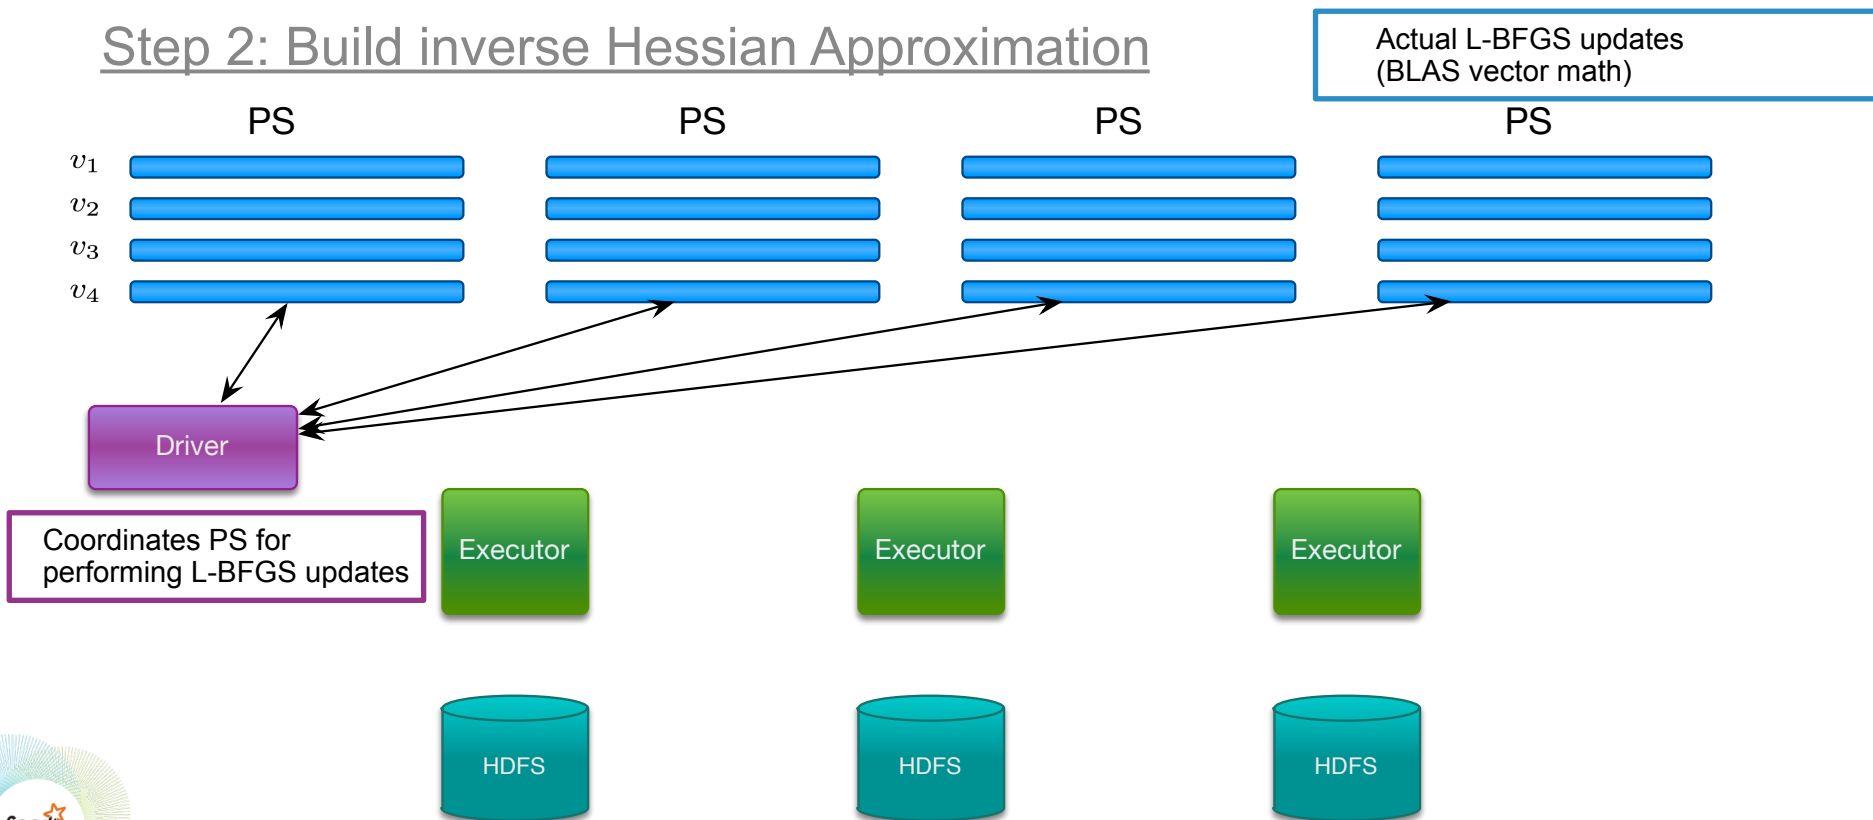 Step 2: Build inverse Hessian Approximation
Actual L-BFGS updates
(BLAS vector math)
PS PS PS PS
v1
v2
v3
v4
Driver
Coordinates PS for
performing L-BFGS updates
Executor Executor Executor
HDFS HDFS HDFS